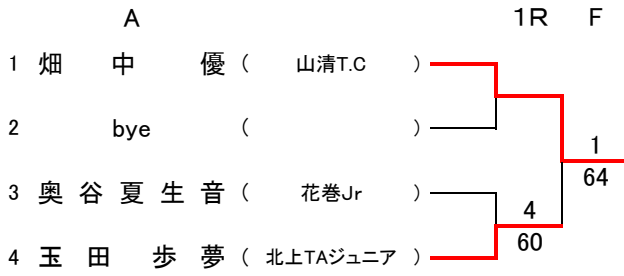 A 1R F
1 畑 中 優 ( 山清T.C )
2 bye ( )
1
64
3 奥 谷 夏 生 音 ( 花巻Jr )
4
60
4 玉 田 歩 夢 ( 北上TAジュニア )